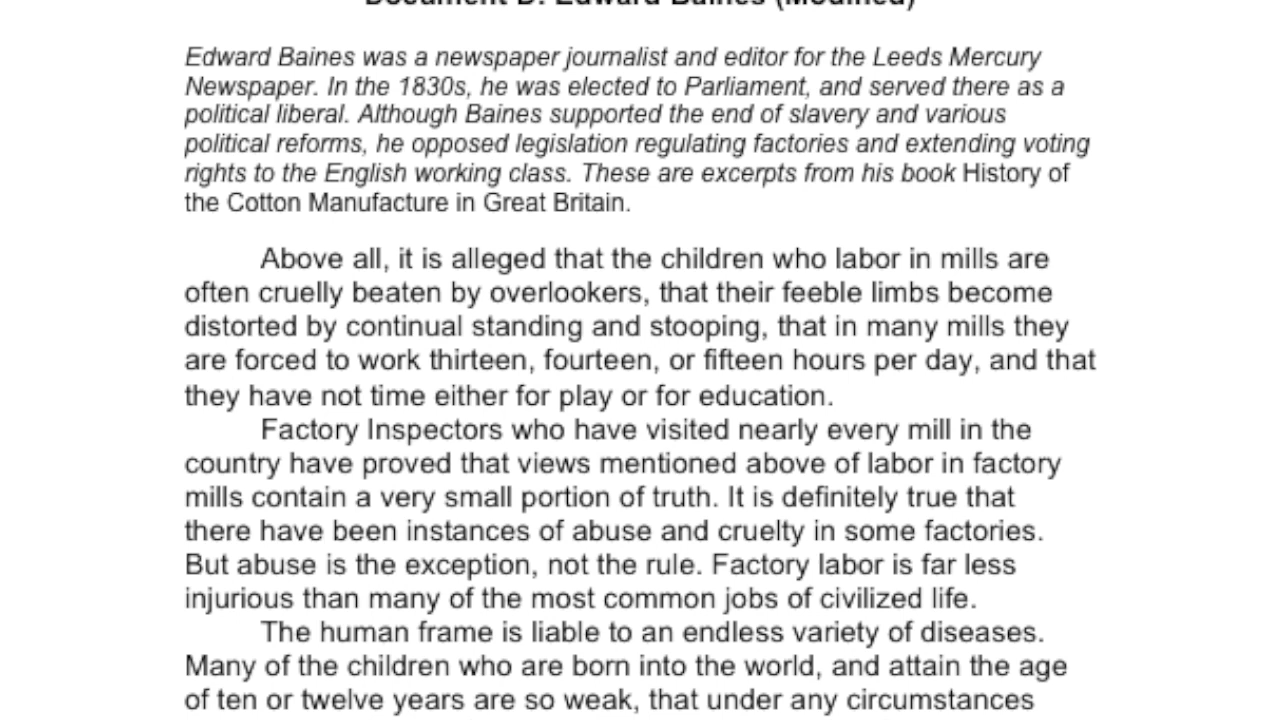 Document D: Edward Baines (Modified)
Edward Baines was a newspaper journalist and editor for the Leeds Mercury
Newspaper. In the 1830s, he was elected to Parliament, and served there as a
political liberal. Although Baines supported the end of slavery and various
political reforms, he opposed legislation regulating factories and extending voting
rights to the English working class. These are excerpts from his book History of
the Cotton Manufacture in Great Britain.
Above all, it is alleged that the children who labor in mills are
often cruelly beaten by overlookers, that their feeble limbs become
distorted by continual standing and stooping, that in many mills they
are forced to work thirteen, fourteen, or fifteen hours per day, and that
they have not time either for play or for education.
Factory Inspectors who have visited nearly every mill in the
country have proved that views mentioned above of labor in factory
mills contain a very small portion of truth. It is definitely true that
there have been instances of abuse and cruelty in some factories.
But abuse is the exception, not the rule. Factory labor is far less
injurious than many of the most common jobs of civilized life.
The human frame is liable to an endless variety of diseases.
Many of the children who are born into the world, and attain the age
of ten or twelve years are so weak, that under any circumstances